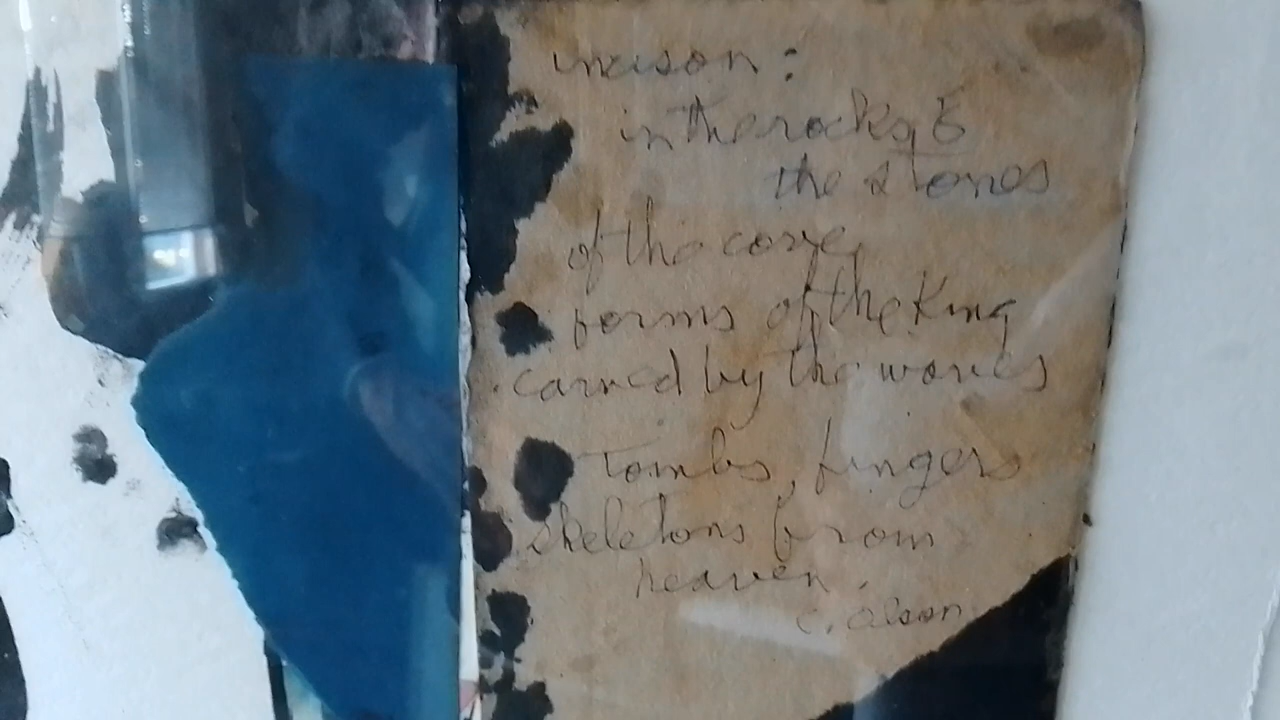 incison:
in the rocks &
the stones
of the cove,
forms of the King
carved by the waves
tombs, fingers
skeletons from
heaven.
C. Olson